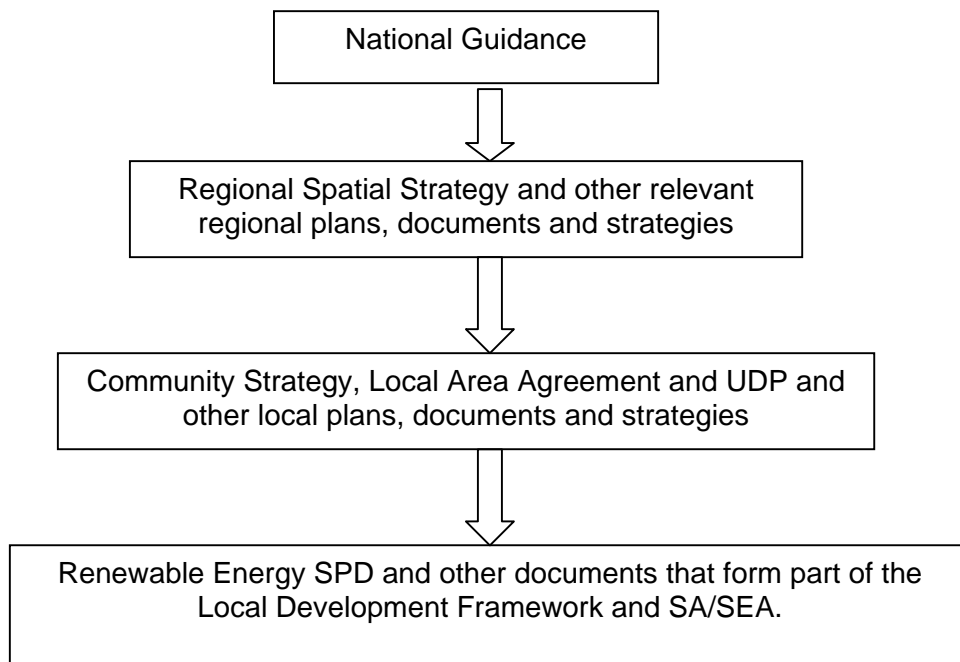 National Guidance
Regional Spatial Strategy and other relevant
regional plans, documents and strategies
Community Strategy, Local Area Agreement and UDP and
other local plans, documents and strategies
Renewable Energy SPD and other documents that form part of the
Local Development Framework and SA/SEA.